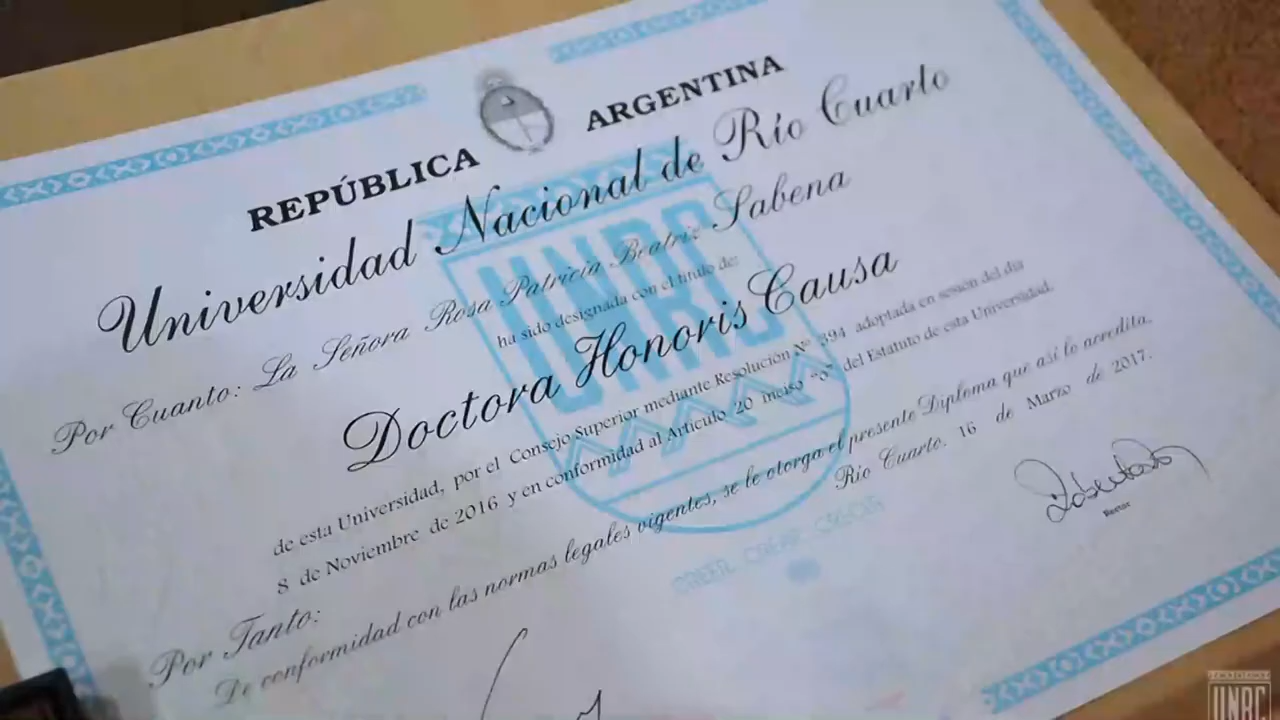 REPÚBLICA ARGENTINA
Universidad Nacional de Río Cuarto
Por Cuanto: La Señora Rosa Patricia Beatriz Sabena
ha sido designada con el título de:
Doctora Honoris Causa
de esta Universidad, por el Consejo Superior mediante Resolución Nº 394 adoptada en sesión del día
8 de Noviembre de 2016 y en conformidad al Artículo 20 inciso "o" del Estatuto de esta Universidad.
Por Tanto:
De conformidad con las normas legales vigentes, se le otorga el presente Diploma que así lo acredita.
Río Cuarto, 16 de Marzo de 2017.
Rector
UNRC
CREER... CREAR... CRECER
UNRC